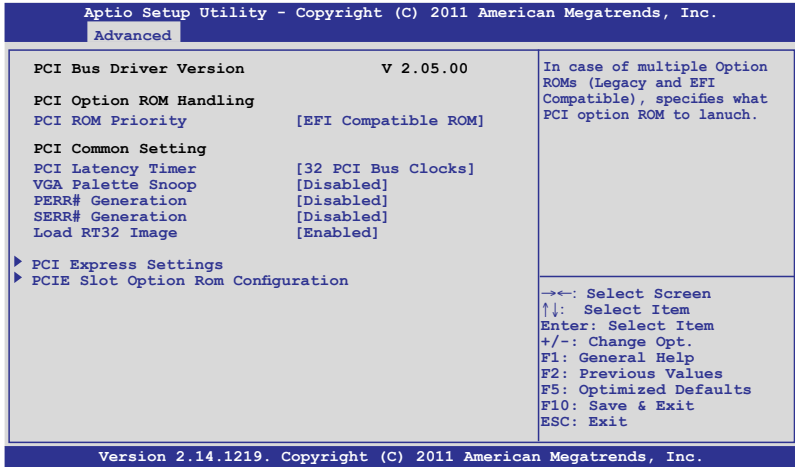 Aptio Setup Utility - Copyright (C) 2011 American Megatrends, Inc.
Advanced
PCI Bus Driver Version V 2.05.00
PCI Option ROM Handling
PCI ROM Priority [EFI Compatible ROM]
PCI Common Setting
PCI Latency Timer [32 PCI Bus Clocks]
VGA Palette Snoop [Disabled]
PERR# Generation [Disabled]
SERR# Generation [Disabled]
Load RT32 Image [Enabled]
PCI Express Settings
PCIE Slot Option Rom Configuration
In case of multiple Option
ROMs (Legacy and EFI
Compatible), specifies what
PCI option ROM to lanuch.
→←: Select Screen
↑↓: Select Item
Enter: Select Item
+/-: Change Opt.
F1: General Help
F2: Previous Values
F5: Optimized Defaults
F10: Save & Exit
ESC: Exit
Version 2.14.1219. Copyright (C) 2011 American Megatrends, Inc.